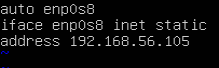 auto enp0s8
iface enp0s8 inet static
address 192.168.56.105
~